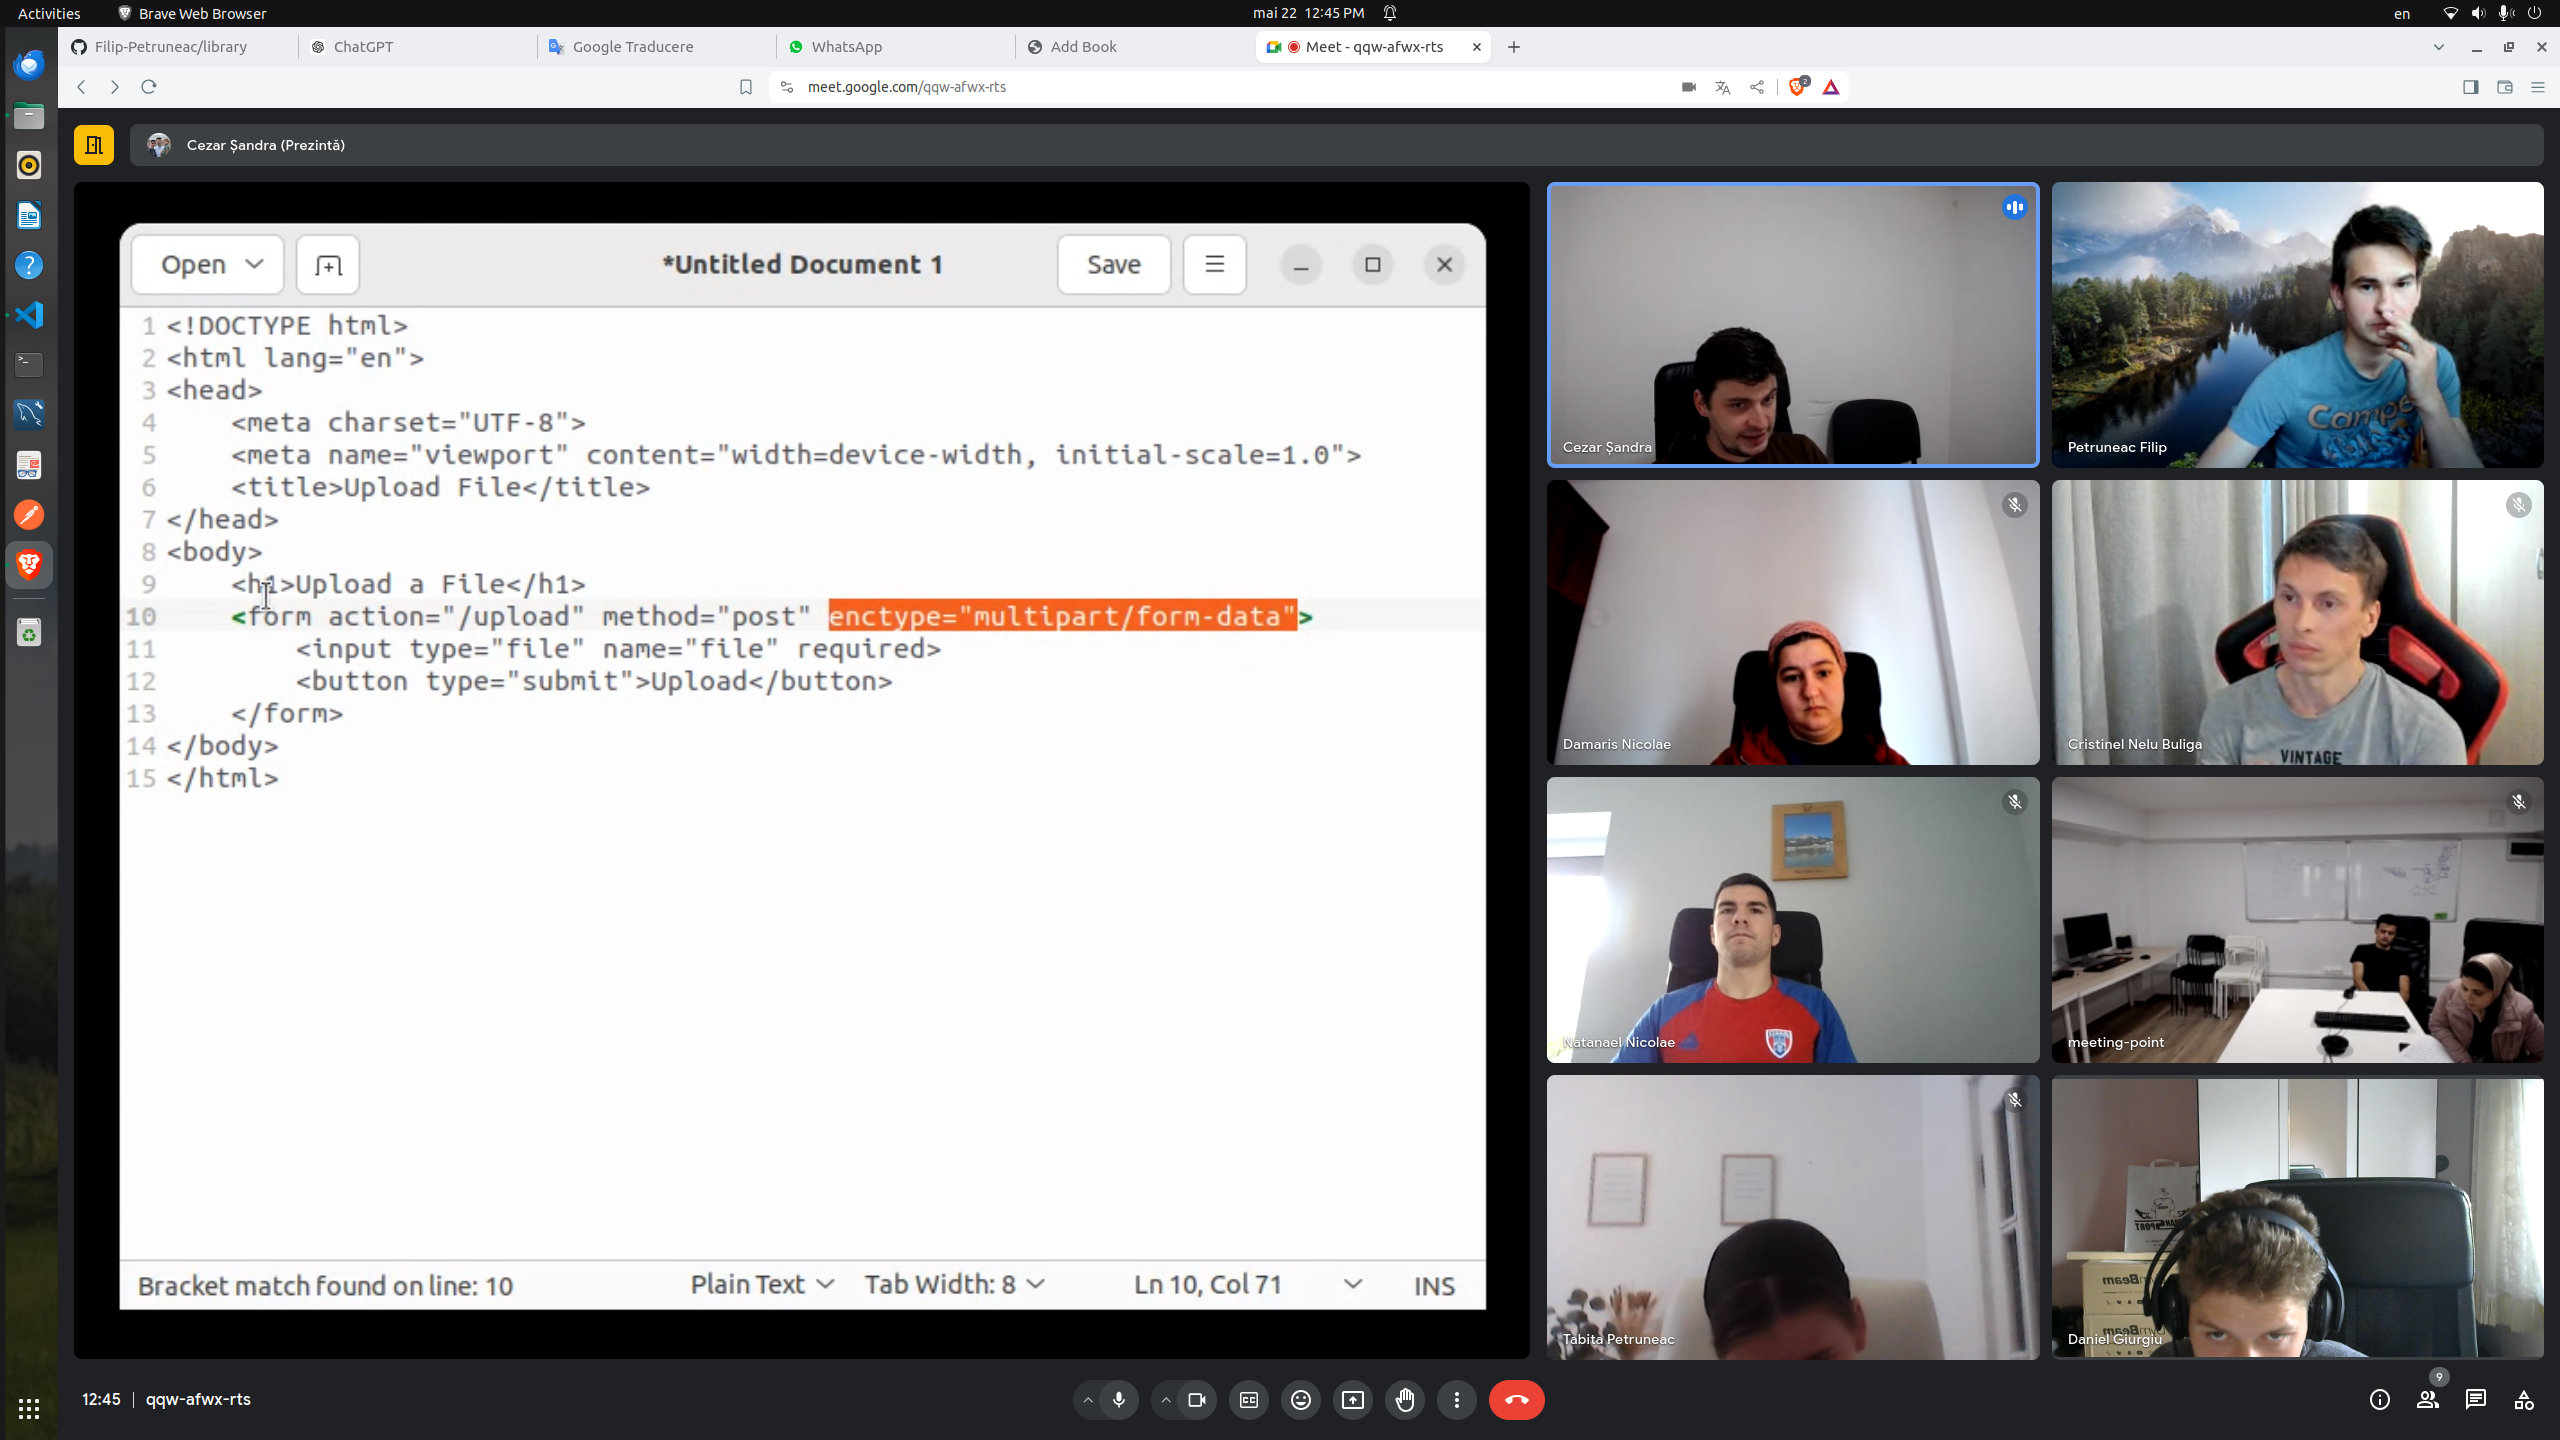 Activities
Brave Web Browser
mai 22 12:45 PM
en
Filip-Petruneac/library
ChatGPT
Google Traducere
WhatsApp
Add Book
Meet - qqw-afwx-rts
meet.google.com/qqw-afwx-rts
2
Cezar Șandra (Prezintă)
Open
*Untitled Document 1
Save
1 <!DOCTYPE html>
2 <html lang="en">
3 <head>
4 <meta charset="UTF-8">
5 <meta name="viewport" content="width=device-width, initial-scale=1.0">
6 <title>Upload File</title>
7 </head>
8 <body>
9 <h1>Upload a File</h1>
10 <form action="/upload" method="post" enctype="multipart/form-data">
11 <input type="file" name="file" required>
12 <button type="submit">Upload</button>
13 </form>
14 </body>
15 </html>
Bracket match found on line: 10
Plain Text
Tab Width: 8
Ln 10, Col 71
INS
Cezar Șandra
Petruneac Filip
Damaris Nicolae
Cristinel Nelu Buliga
VINTAGE
Natanael Nicolae
meeting-point
Tabita Petruneac
Daniel Giurgiu
12:45
qqw-afwx-rts
9